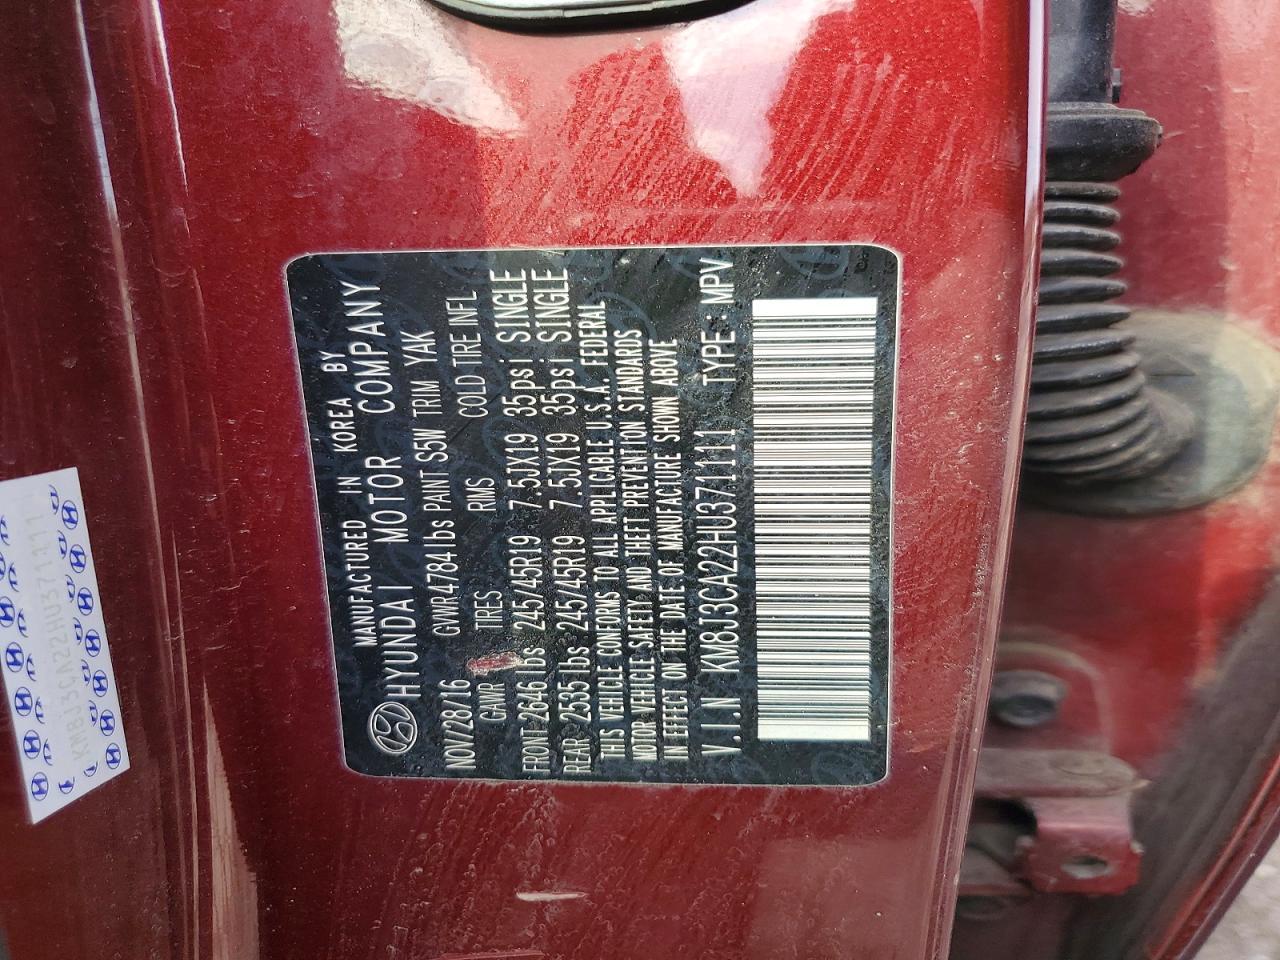 MANUFACTURED IN KOREA BY
HYUNDAI MOTOR COMPANY
NOV/28/16 GVWR 4784 lbs PAINT S5W TRIM YAK
GAWR TIRES RIMS COLD TIRE INFL
FRONT 2646 lbs 245/45R19 7.5JX19 35psi SINGLE
REAR 2535 lbs 245/45R19 7.5JX19 35psi SINGLE
THIS VEHICLE CONFORMS TO ALL APPLICABLE U.S.A. FEDERAL
MOTOR VEHICLE SAFETY AND THEFT PREVENTION STANDARDS
IN EFFECT ON THE DATE OF MANUFACTURE SHOWN ABOVE
V.I.N KM8J3CA22HU371111 TYPE : MPV
KM8J3CA22HU371111